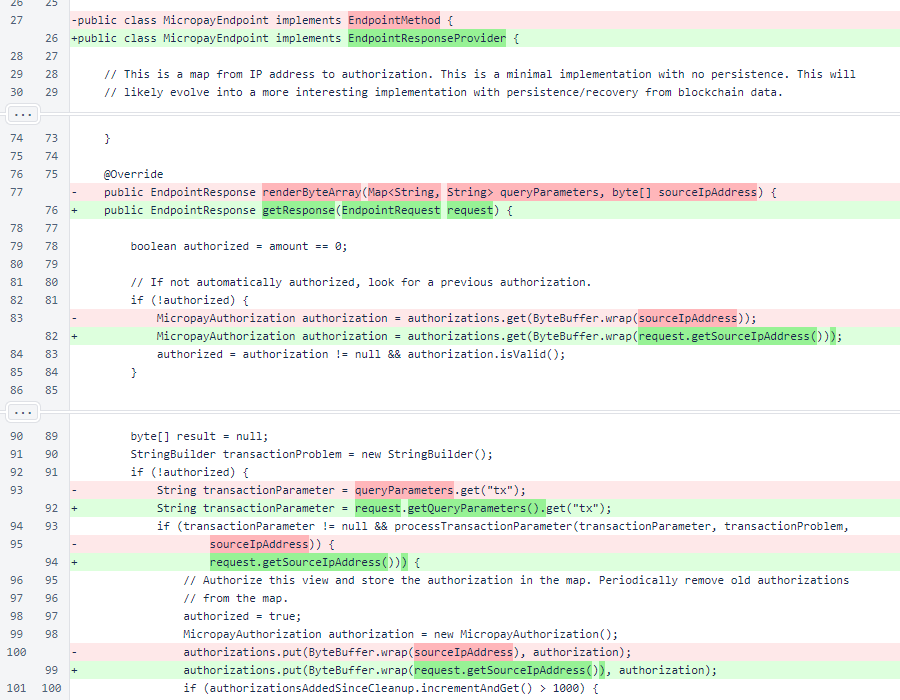 26 25
27 -public class MicropayEndpoint implements EndpointMethod {
26 +public class MicropayEndpoint implements EndpointResponseProvider {
28 27
29 28 // This is a map from IP address to authorization. This is a minimal implementation with no persistence. This will
30 29 // likely evolve into a more interesting implementation with persistence/recovery from blockchain data.
...
74 73 }
75 74
76 75 @Override
77 - public EndpointResponse renderByteArray(Map<String, String> queryParameters, byte[] sourceIpAddress) {
76 + public EndpointResponse getResponse(EndpointRequest request) {
78 77
79 78 boolean authorized = amount == 0;
80 79
81 80 // If not automatically authorized, look for a previous authorization.
82 81 if (!authorized) {
83 - MicropayAuthorization authorization = authorizations.get(ByteBuffer.wrap(sourceIpAddress));
82 + MicropayAuthorization authorization = authorizations.get(ByteBuffer.wrap(request.getSourceIpAddress()));
84 83 authorized = authorization != null && authorization.isValid();
85 84 }
86 85
...
90 89 byte[] result = null;
91 90 StringBuilder transactionProblem = new StringBuilder();
92 91 if (!authorized) {
93 - String transactionParameter = queryParameters.get("tx");
92 + String transactionParameter = request.getQueryParameters().get("tx");
94 93 if (transactionParameter != null && processTransactionParameter(transactionParameter, transactionProblem,
95 - sourceIpAddress)) {
94 + request.getSourceIpAddress())) {
96 95 // Authorize this view and store the authorization in the map. Periodically remove old authorizations
97 96 // from the map.
98 97 authorized = true;
99 98 MicropayAuthorization authorization = new MicropayAuthorization();
100 - authorizations.put(ByteBuffer.wrap(sourceIpAddress), authorization);
99 + authorizations.put(ByteBuffer.wrap(request.getSourceIpAddress()), authorization);
101 100 if (authorizationsAddedSinceCleanup.incrementAndGet() > 1000) {